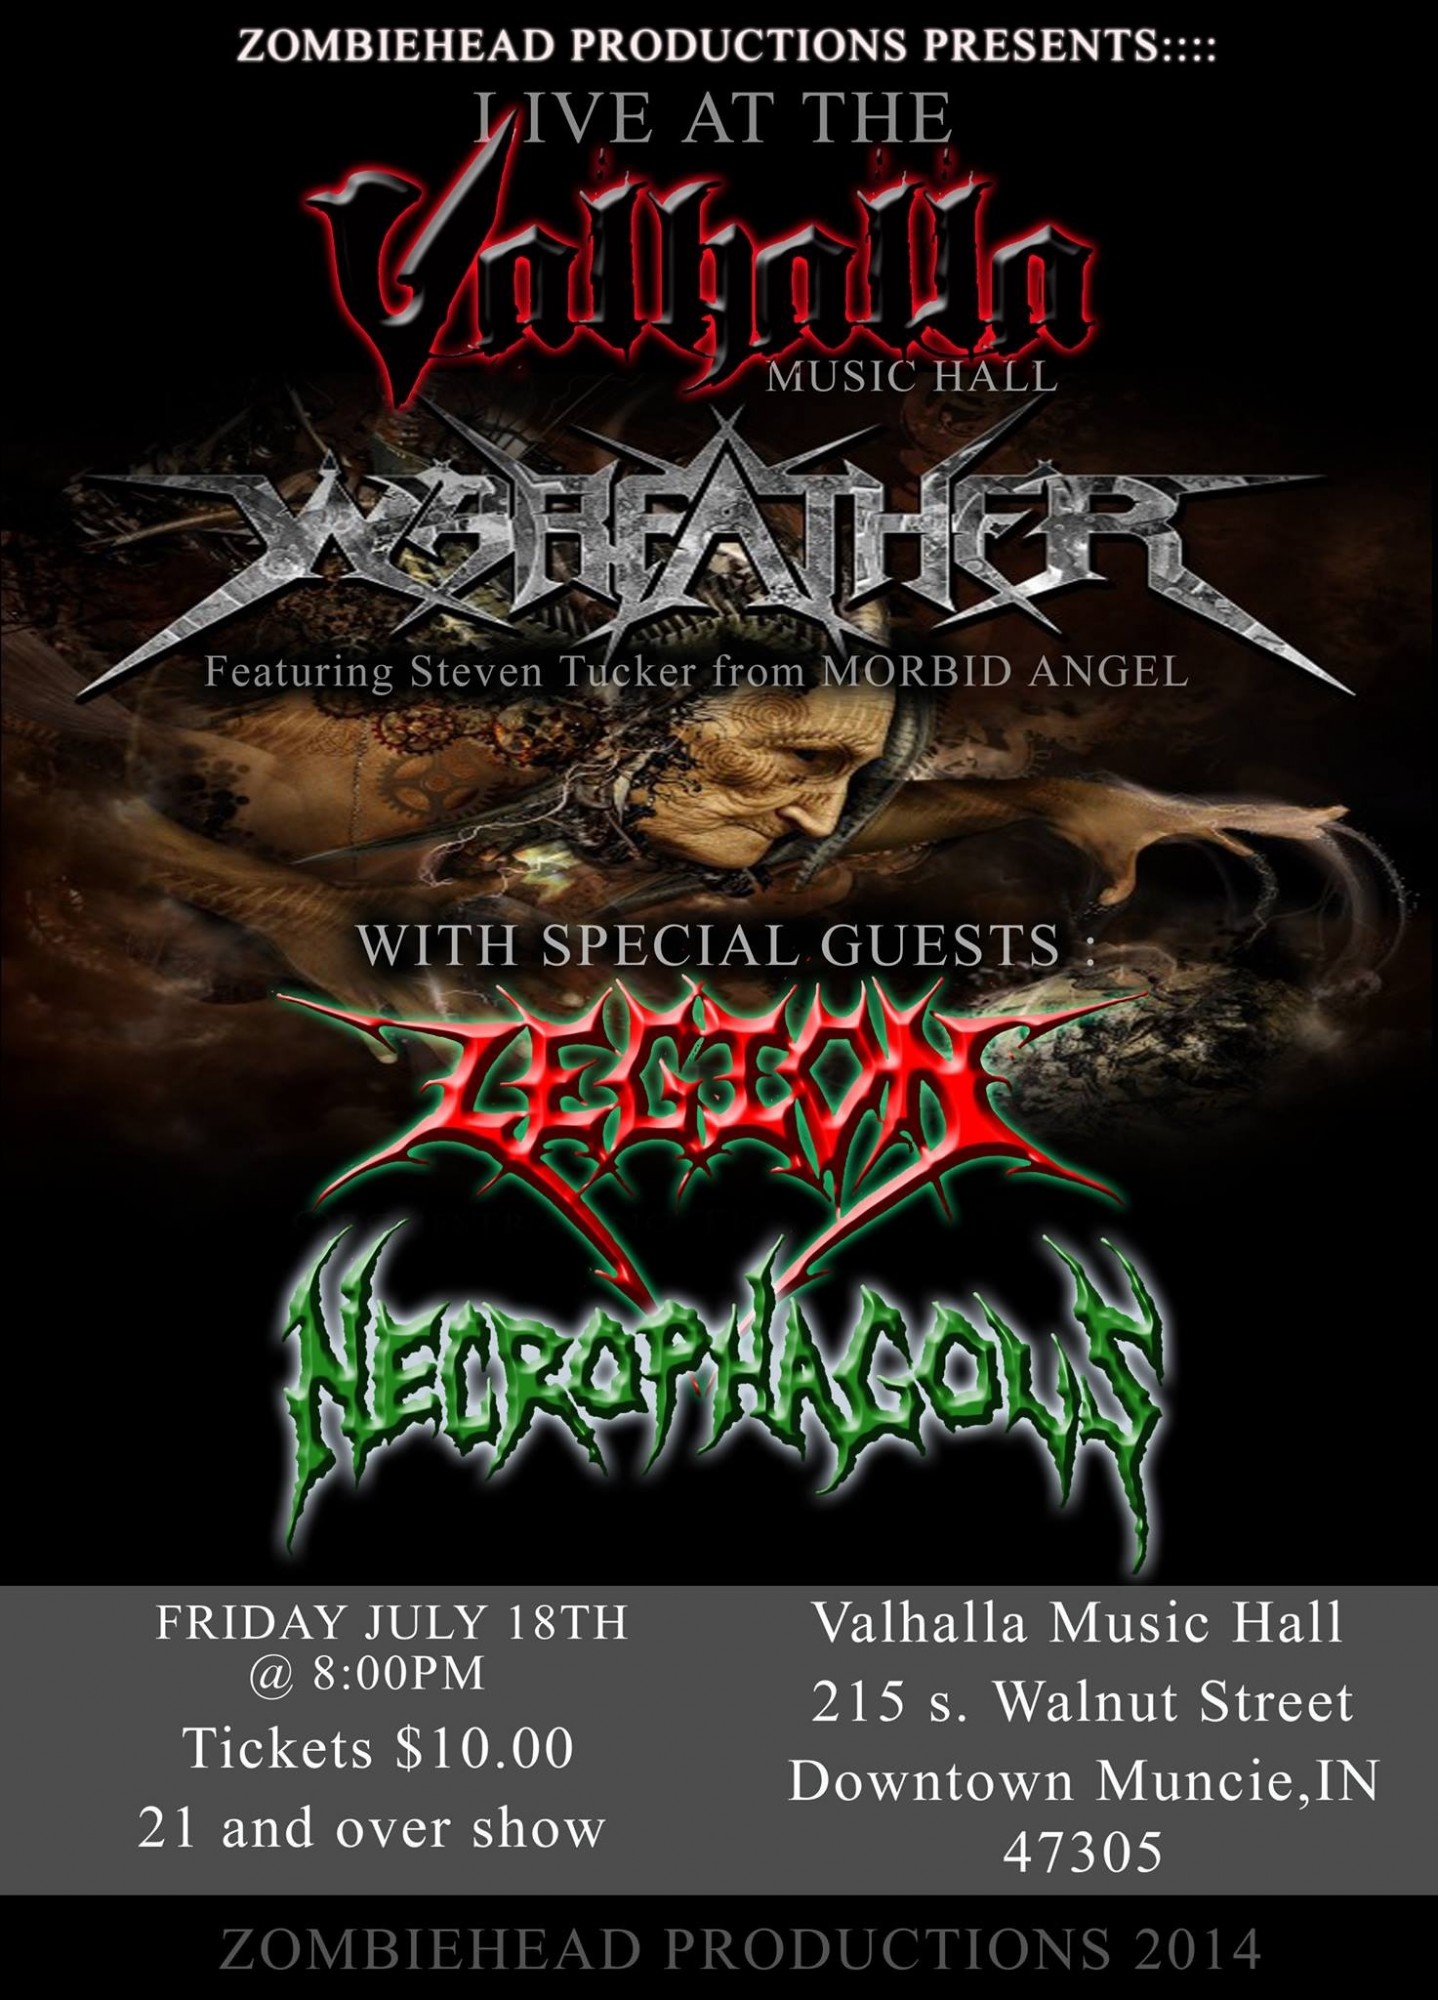 ZOMBIEHEAD PRODUCTIONS PRESENTS::::
LIVE AT THE
Valhalla
MUSIC HALL
WARFATHER
Featuring Steven Tucker from MORBID ANGEL
WITH SPECIAL GUESTS :
LEGION
NECROPHAGOUS
FRIDAY JULY 18TH
@ 8:00PM
Tickets $10.00
21 and over show
Valhalla Music Hall
215 s. Walnut Street
Downtown Muncie,IN
47305
ZOMBIEHEAD PRODUCTIONS 2014